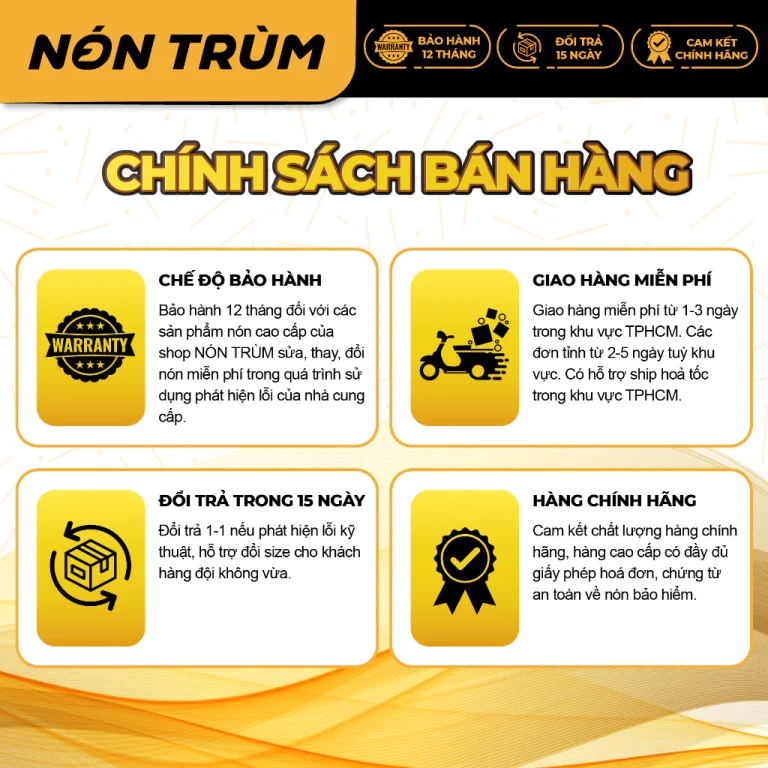 NÓN TRÙM
WARRANTY
BẢO HÀNH
12 THÁNG
ĐỔI TRẢ
15 NGÀY
CAM KẾT
CHÍNH HÃNG
CHÍNH SÁCH BÁN HÀNG
WARRANTY
CHẾ ĐỘ BẢO HÀNH
Bảo hành 12 tháng đối với các
sản phẩm nón cao cấp của
shop NÓN TRÙM sửa, thay, đổi
nón miễn phí trong quá trình sử
dụng phát hiện lỗi của nhà cung
cấp.
GIAO HÀNG MIỄN PHÍ
Giao hàng miễn phí từ 1-3 ngày
trong khu vực TPHCM. Các
đơn tỉnh từ 2-5 ngày tuỳ khu
vực. Có hỗ trợ ship hoả tốc
trong khu vực TPHCM.
ĐỔI TRẢ TRONG 15 NGÀY
Đổi trả 1-1 nếu phát hiện lỗi kỹ
thuật, hỗ trợ đổi size cho khách
hàng đội không vừa.
HÀNG CHÍNH HÃNG
Cam kết chất lượng hàng chính
hãng, hàng cao cấp có đầy đủ
giấy phép hoá đơn, chứng từ
an toàn về nón bảo hiểm.